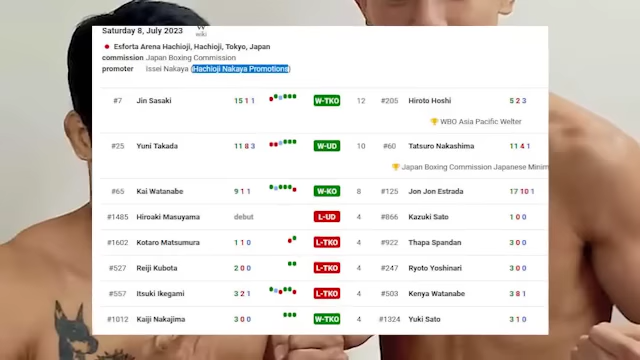 Saturday 8, July 2023 wiki
Esforta Arena Hachioji, Hachioji, Tokyo, Japan
commission Japan Boxing Commission
promoter Issei Nakaya (Hachioji Nakaya Promotions)
#7 Jin Sasaki 15 1 1 W-TKO 12 #205 Hiroto Hoshi 5 2 3
WBO Asia Pacific Welter
#25 Yuni Takada 11 8 3 W-UD 10 #60 Tatsuro Nakashima 11 4 1
Japan Boxing Commission Japanese Minim
#65 Kai Watanabe 9 1 1 W-KO 8 #125 Jon Jon Estrada 17 10 1
#1485 Hiroaki Masuyama debut L-UD 4 #866 Kazuki Sato 1 0 0
#1602 Kotaro Matsumura 1 1 0 L-TKO 4 #922 Thapa Spandan 3 0 0
#527 Reiji Kubota 2 0 0 L-TKO 4 #247 Ryoto Yoshinari 3 0 0
#557 Itsuki Ikegami 3 2 1 L-TKO 4 #503 Kenya Watanabe 3 8 1
#1012 Kaiji Nakajima 3 0 0 W-TKO 4 #1324 Yuki Sato 3 1 0